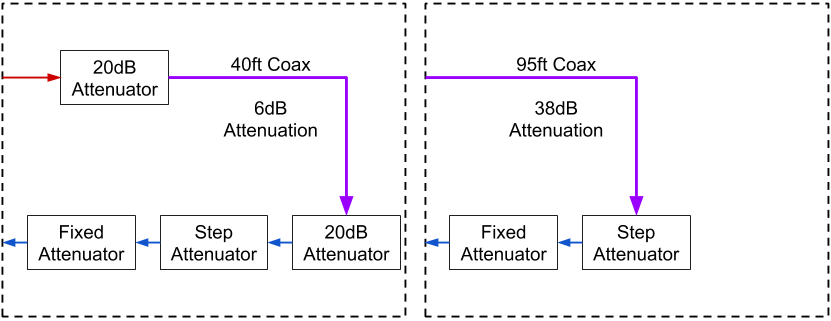 20dB
Attenuator
40ft Coax
6dB
Attenuation
Fixed
Attenuator
Step
Attenuator
20dB
Attenuator
95ft Coax
38dB
Attenuation
Fixed
Attenuator
Step
Attenuator